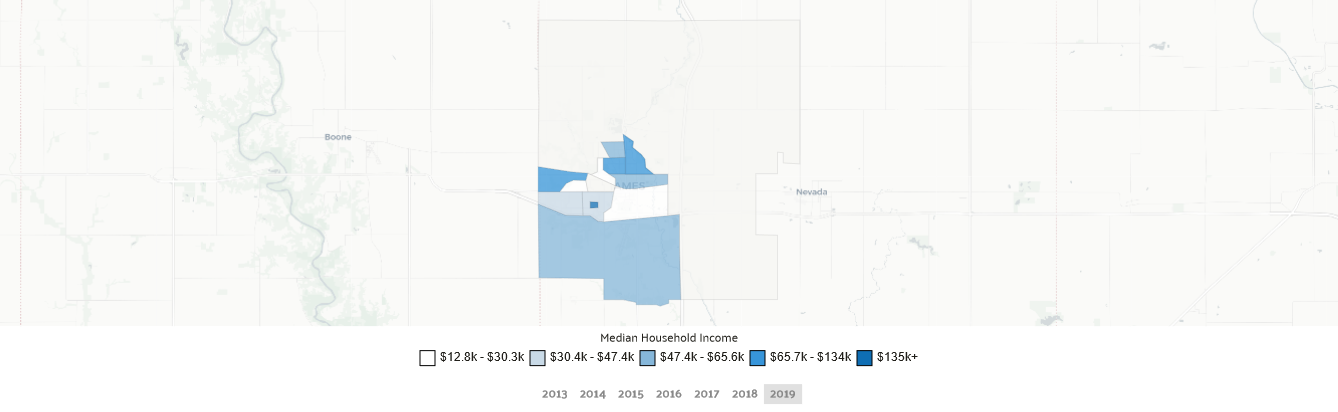 Boone
AMES
Nevada
Median Household Income
$12.8k - $30.3k $30.4k - $47.4k $47.4k - $65.6k $65.7k - $134k $135k+
2013 2014 2015 2016 2017 2018 2019